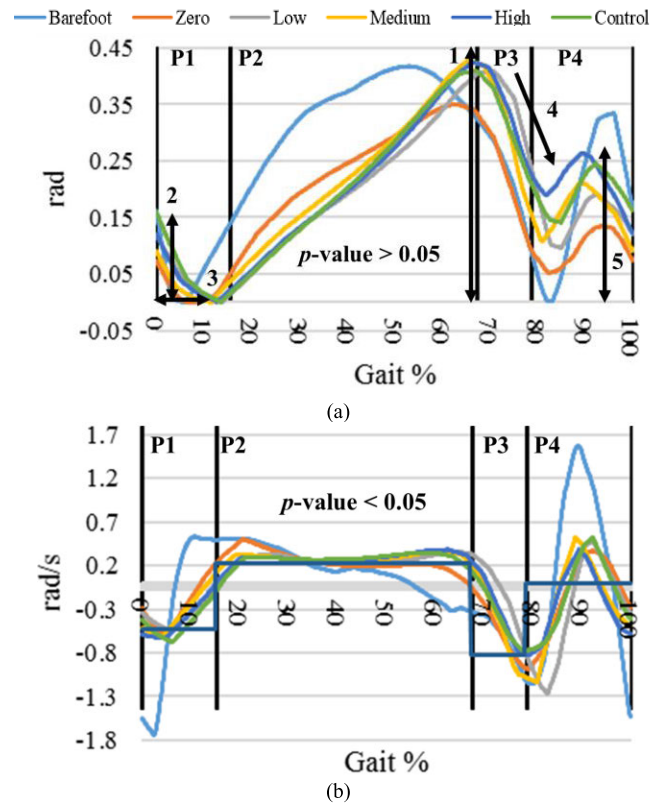 Barefoot Zero Low Medium High Control
0.45
0.35
0.25
0.15
0.05
-0.05
rad
P1 P2 P3 P4
1
2
3
4
5
p-value > 0.05
0 10 20 30 40 50 60 70 80 90 100
Gait %
(a)
1.7
1.2
0.7
0.2
-0.3
-0.8
-1.3
-1.8
rad/s
P1 P2 P3 P4
p-value < 0.05
0 10 20 30 40 50 60 70 80 90 100
Gait %
(b)